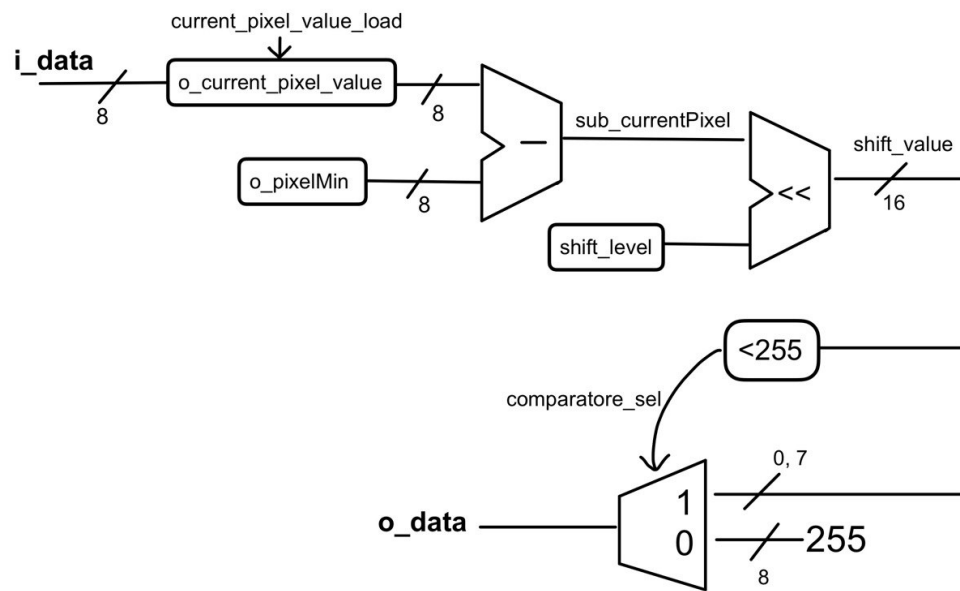 current_pixel_value_load
i_data
o_current_pixel_value
8
8
sub_currentPixel
−
shift_value
o_pixelMin
8
<<
16
shift_level
<255
comparatore_sel
0, 7
1
o_data
0
255
8